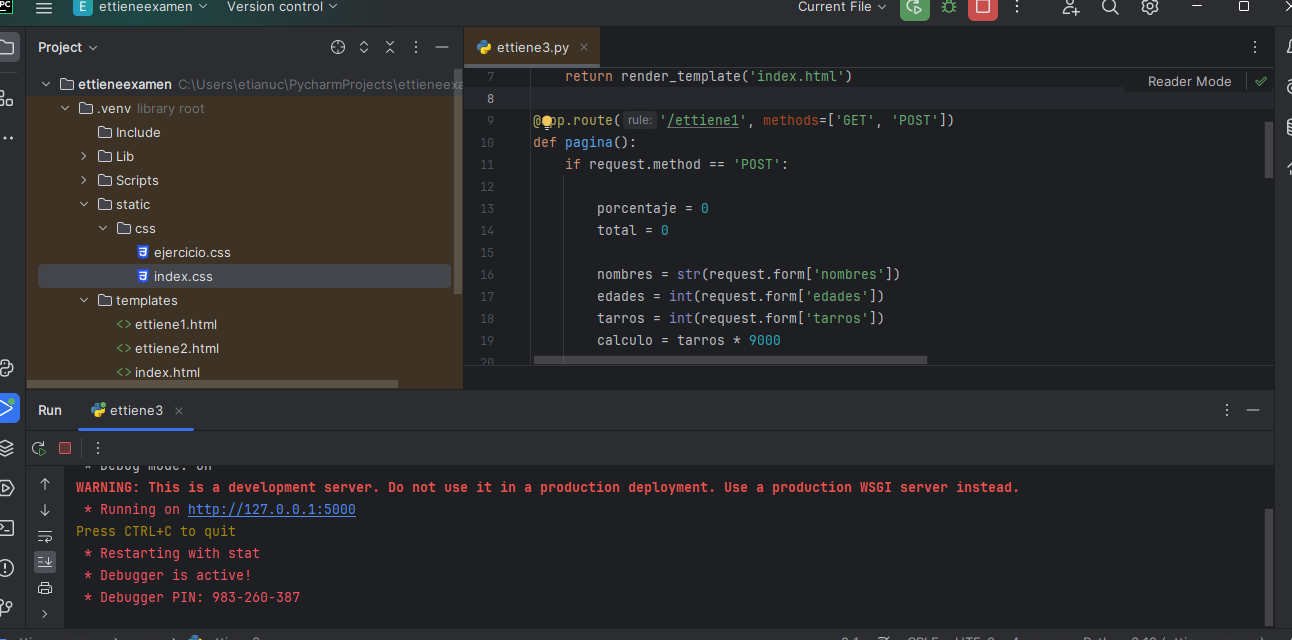 PC
E ettieneexamen Version control Current File
Project
ettiene3.py
ettieneexamen C:\Users\etianuc\PycharmProjects\ettieneexa
.venv library root
Include
Lib
Scripts
static
css
ejercicio.css
index.css
templates
ettiene1.html
ettiene2.html
index.html
Reader Mode
7 return render_template('index.html')
8
9 @app.route( rule: '/ettiene1', methods=['GET', 'POST'])
10 def pagina():
11 if request.method == 'POST':
12
13 porcentaje = 0
14 total = 0
15
16 nombres = str(request.form['nombres'])
17 edades = int(request.form['edades'])
18 tarros = int(request.form['tarros'])
19 calculo = tarros * 9000
20
Run ettiene3
* Debug mode: on
WARNING: This is a development server. Do not use it in a production deployment. Use a production WSGI server instead.
* Running on http://127.0.0.1:5000
Press CTRL+C to quit
* Restarting with stat
* Debugger is active!
* Debugger PIN: 983-260-387